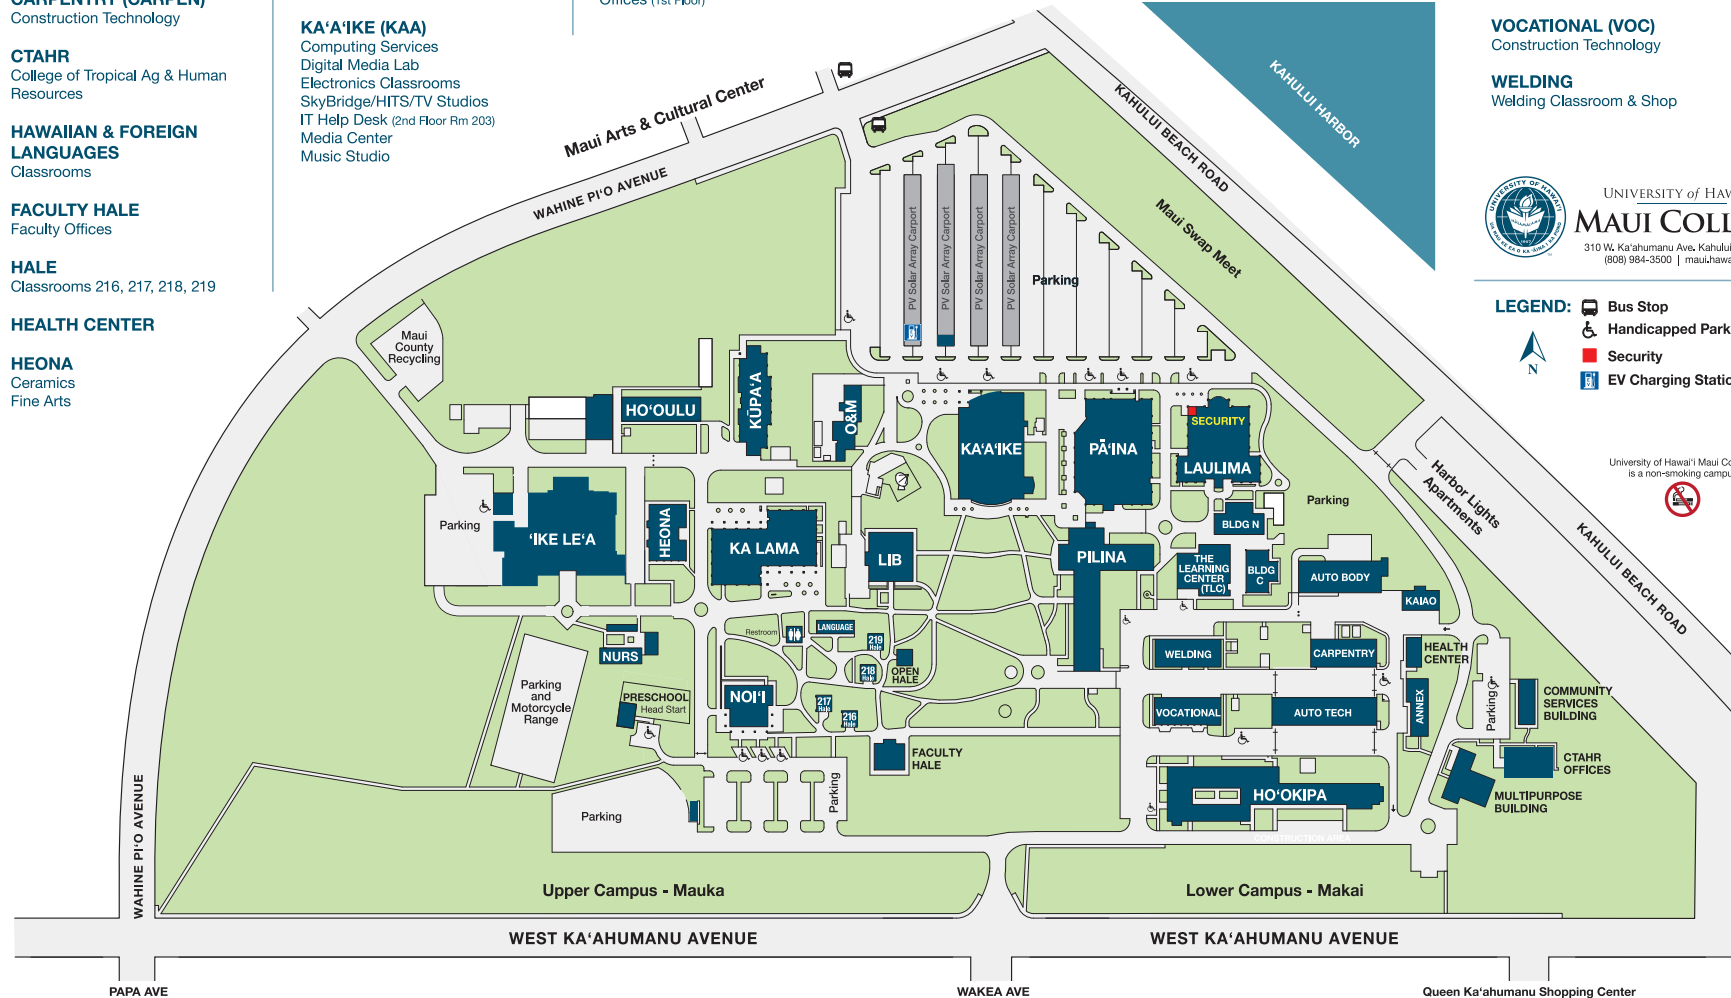 CARPENTRY (CARPEN)
Construction Technology
CTAHR
College of Tropical Ag & Human
Resources
HAWAIIAN & FOREIGN
LANGUAGES
Classrooms
FACULTY HALE
Faculty Offices
HALE
Classrooms 216, 217, 218, 219
HEALTH CENTER
HEONA
Ceramics
Fine Arts
KAʻAʻIKE (KAA)
Computing Services
Digital Media Lab
Electronics Classrooms
SkyBridge/HITS/TV Studios
IT Help Desk (2nd Floor Rm 203)
Media Center
Music Studio
Offices (1st Floor)
VOCATIONAL (VOC)
Construction Technology
WELDING
Welding Classroom & Shop
UNIVERSITY of HAW
MAUI COLL
310 W. Kaʻahumanu Ave. Kahului
(808) 984-3500 | maui.hawa
LEGEND:
Bus Stop
Handicapped Park
Security
EV Charging Static
N
University of Hawaiʻi Maui Co
is a non-smoking campu
KAHULUI HARBOR
Maui Arts & Cultural Center
WAHINE PIʻO AVENUE
KAHULUI BEACH ROAD
Maui Swap Meet
PV Solar Array Carport
PV Solar Array Carport
PV Solar Array Carport
PV Solar Array Carport
Parking
Maui
County
Recycling
HOʻOULU
KŪPAʻA
O&M
KAʻAʻIKE
PĀʻINA
SECURITY
LAULIMA
Parking
Harbor Lights
Apartments
KAHULUI BEACH ROAD
Parking
ʻIKE LEʻA
HEONA
KA LAMA
LIB
PILINA
BLDG N
THE
LEARNING
CENTER
(TLC)
BLDG
C
AUTO BODY
KAIAO
Restroom
LANGUAGE
219
Hale
218
Hale
OPEN
HALE
217
Hale
216
Hale
NURS
PRESCHOOL
Head Start
NOIʻI
Parking
and
Motorcycle
Range
FACULTY
HALE
WELDING
CARPENTRY
HEALTH
CENTER
VOCATIONAL
AUTO TECH
ANNEX
Parking
COMMUNITY
SERVICES
BUILDING
CTAHR
OFFICES
MULTIPURPOSE
BUILDING
HOʻOKIPA
CONSTRUCTION AREA
Parking
Parking
WAHINE PIʻO AVENUE
Upper Campus - Mauka
Lower Campus - Makai
WEST KAʻAHUMANU AVENUE
WEST KAʻAHUMANU AVENUE
PAPA AVE
WAKEA AVE
Queen Kaʻahumanu Shopping Center